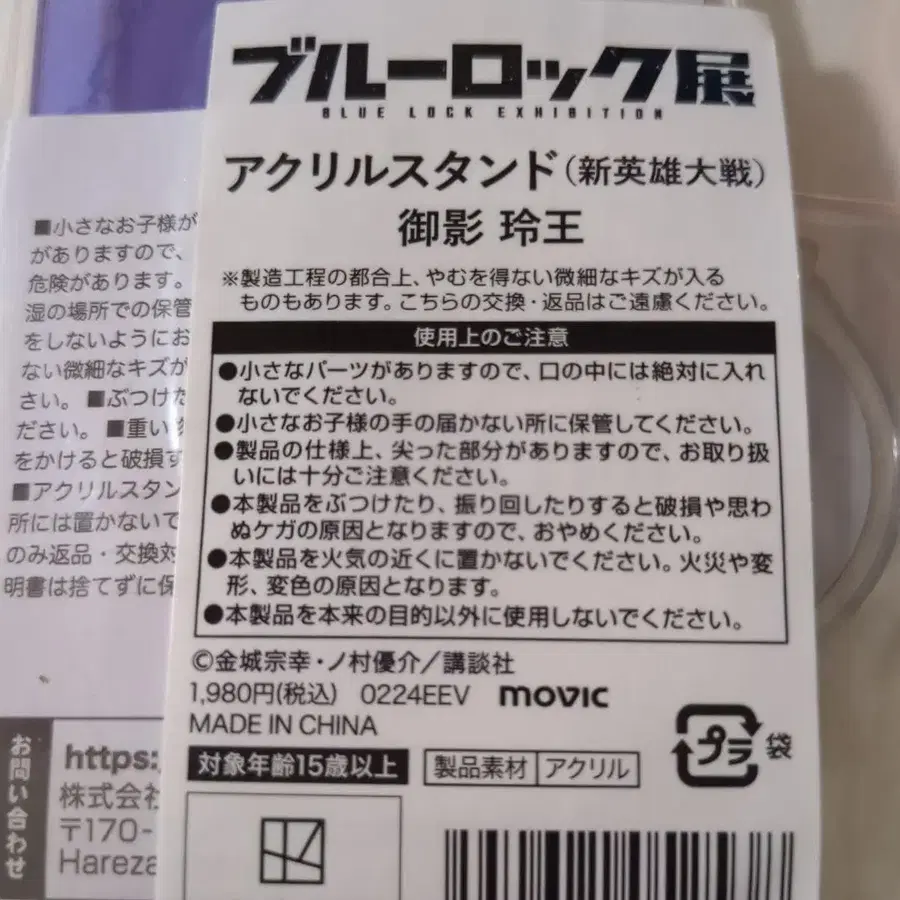 ブルーロック展
BLUE LOCK EXHIBITION
アクリルスタンド（新英雄大戦）
御影 玲王
※製造工程の都合上、やむを得ない微細なキズが入る
ものもあります。こちらの交換・返品はご遠慮ください。
使用上のご注意
●小さなパーツがありますので、口の中には絶対に入れ
ないでください。
●小さなお子様の手の届かない所に保管してください。
●製品の仕様上、尖った部分がありますので、お取り扱
いには十分ご注意ください。
●本製品をぶつけたり、振り回したりすると破損や思わ
ぬケガの原因となりますので、おやめください。
●本製品を火気の近くに置かないでください。火災や変
形、変色の原因となります。
●本製品を本来の目的以外に使用しないでください。
©金城宗幸・ノ村優介／講談社
1,980円(税込) 0224EEV movic
MADE IN CHINA
対象年齢15歳以上 製品素材 アクリル
プラ 袋
■小さなお子様が
がありますので、
危険があります。
湿の場所での保管
をしないようにお
ない微細なキズが
さい。■ぶつけた
ださい。■重い
をかけると破損す
■アクリルスタン
所には置かないで
のみ返品・交換対
明書は捨てずに保
お問い合わせ
https:
株式会社
〒170-
Hareza